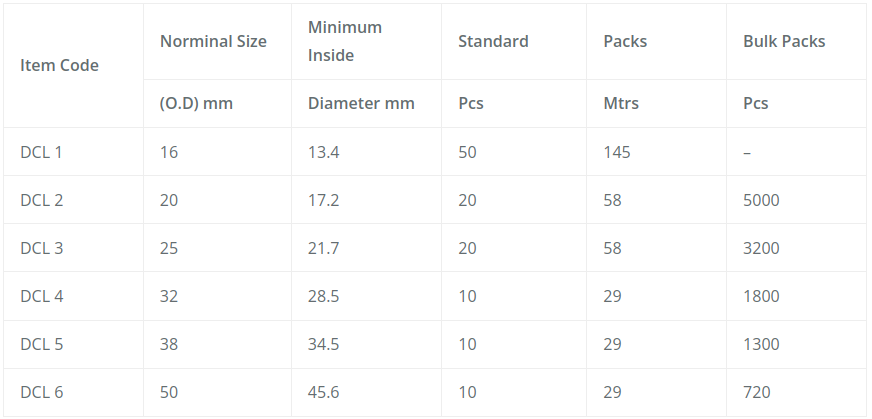 Item Code Norminal Size Minimum Inside Standard Packs Bulk Packs
(O.D) mm Diameter mm Pcs Mtrs Pcs
DCL 1 16 13.4 50 145 –
DCL 2 20 17.2 20 58 5000
DCL 3 25 21.7 20 58 3200
DCL 4 32 28.5 10 29 1800
DCL 5 38 34.5 10 29 1300
DCL 6 50 45.6 10 29 720